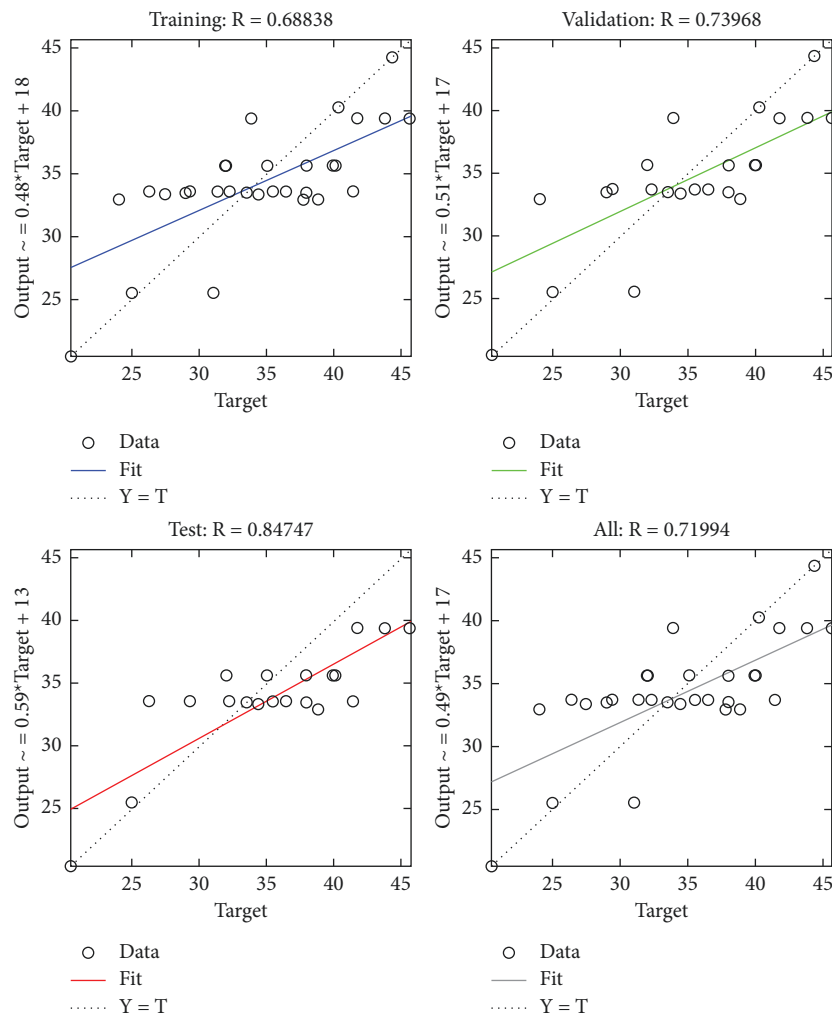 Training: R = 0.68838
Output ~ = 0.48*Target + 18
45
40
35
30
25
25 30 35 40 45
Target
Data
Fit
Y = T
Validation: R = 0.73968
Output ~ = 0.51*Target + 17
45
40
35
30
25
25 30 35 40 45
Target
Data
Fit
Y = T
Test: R = 0.84747
Output ~ = 0.59*Target + 13
45
40
35
30
25
25 30 35 40 45
Target
Data
Fit
Y = T
All: R = 0.71994
Output ~ = 0.49*Target + 17
45
40
35
30
25
25 30 35 40 45
Target
Data
Fit
Y = T